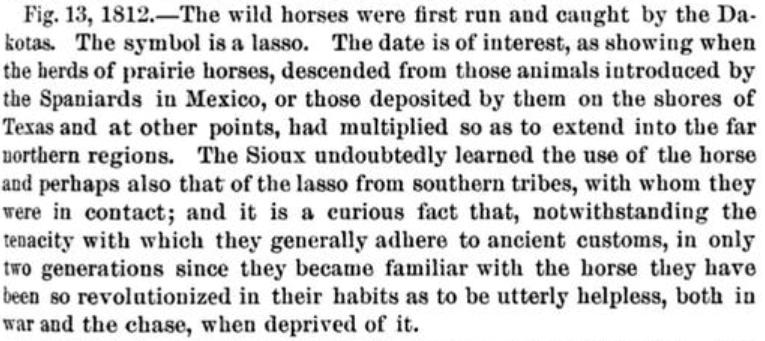 Fig. 13, 1812.—The wild horses were first run and caught by the Da-
kotas. The symbol is a lasso. The date is of interest, as showing when
the herds of prairie horses, descended from those animals introduced by
the Spaniards in Mexico, or those deposited by them on the shores of
Texas and at other points, had multiplied so as to extend into the far
northern regions. The Sioux undoubtedly learned the use of the horse
and perhaps also that of the lasso from southern tribes, with whom they
were in contact; and it is a curious fact that, notwithstanding the
tenacity with which they generally adhere to ancient customs, in only
two generations since they became familiar with the horse they have
been so revolutionized in their habits as to be utterly helpless, both in
war and the chase, when deprived of it.